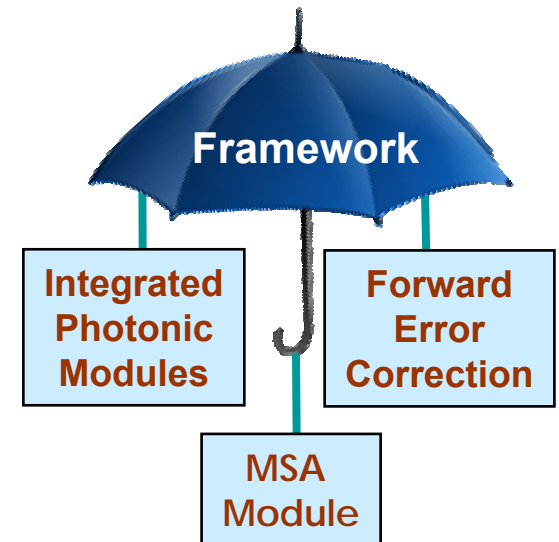 Framework
Integrated
Photonic
Modules
Forward
Error
Correction
MSA
Module